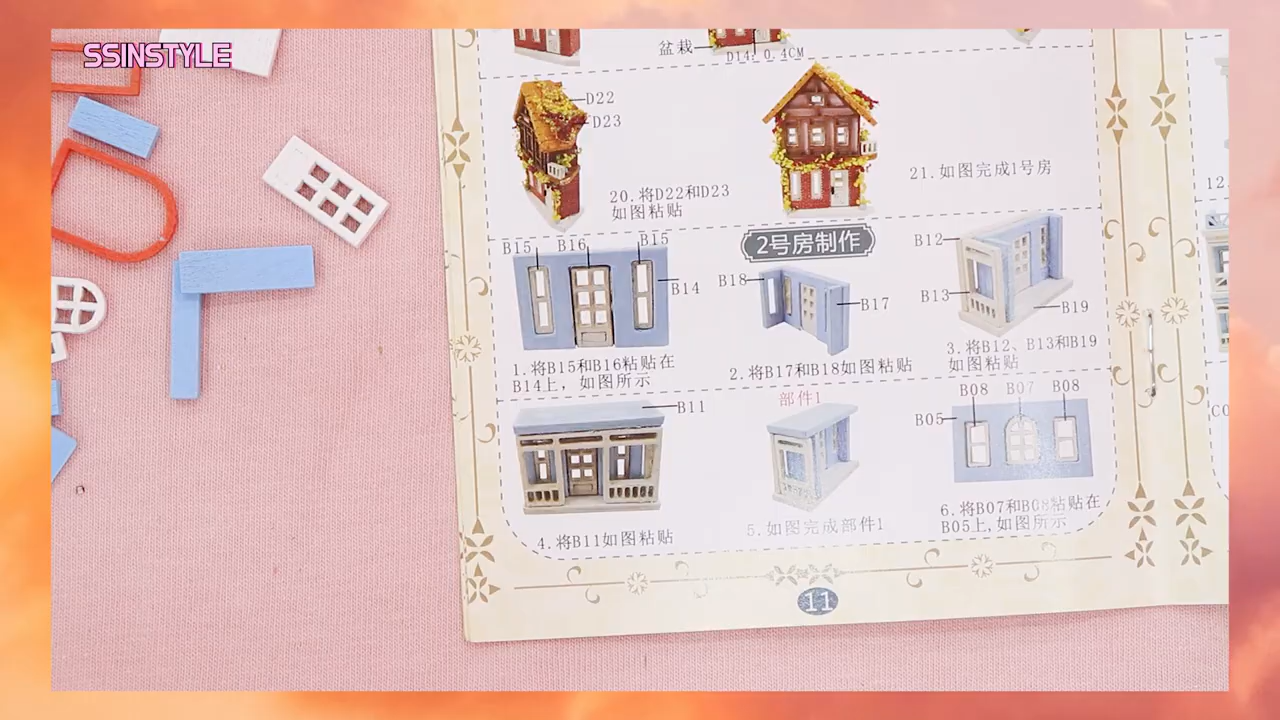 SSINSTYLE
盆栽
D14: 0.4CM
D22
D23
20.将D22和D23
如图粘贴
21.如图完成1号房
B15
B16
B15
B14
1.将B15和B16粘贴在
B14上，如图所示
2号房制作
B18
B17
2.将B17和B18如图粘贴
B12
B13
B19
3.将B12、B13和B19
如图粘贴
B11
4.将B11如图粘贴
部件1
5.如图完成部件1
B08
B07
B08
B05
6.将B07和B08粘贴在
B05上,如图所示
11
12.